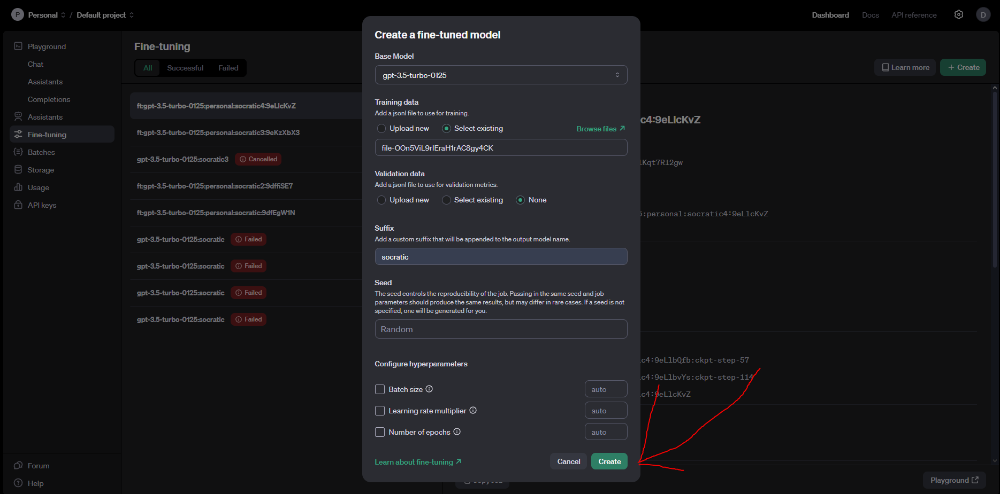 P Personal / Default project
Dashboard Docs API reference D
Playground
Chat
Assistants
Completions
Assistants
Fine-tuning
Batches
Storage
Usage
API keys
Forum
Help
Fine-tuning
All Successful Failed
Learn more + Create
ft:gpt-3.5-turbo-0125:personal:socratic4:9eLlcKvZ
ft:gpt-3.5-turbo-0125:personal:socratic3:9eKzXbX3
gpt-3.5-turbo-0125:socratic3 Cancelled
ft:gpt-3.5-turbo-0125:personal:socratic2:9dffiSE7
ft:gpt-3.5-turbo-0125:personal:socratic:9dfEgW1N
gpt-3.5-turbo-0125:socratic Failed
gpt-3.5-turbo-0125:socratic Failed
gpt-3.5-turbo-0125:socratic Failed
gpt-3.5-turbo-0125:socratic Failed
Create a fine-tuned model
Base Model
gpt-3.5-turbo-0125
Training data
Add a jsonl file to use for training.
Upload new Select existing Browse files
file-OOn5ViL9rlEraH1rAC8gy4CK
Validation data
Add a jsonl file to use for validation metrics.
Upload new Select existing None
Suffix
Add a custom suffix that will be appended to the output model name.
socratic
Seed
The seed controls the reproducibility of the job. Passing in the same seed and job
parameters should produce the same results, but may differ in rare cases. If a seed is not
specified, one will be generated for you.
Random
Configure hyperparameters
Batch size auto
Learning rate multiplier auto
Number of epochs auto
Learn about fine-tuning Cancel Create
c4:9eLlcKvZ
Kqt7R12gw
:personal:socratic4:9eLlcKvZ
c4:9eLlbQfb:ckpt-step-57
c4:9eLlbvYs:ckpt-step-114
c4:9eLlcKvZ
Playground